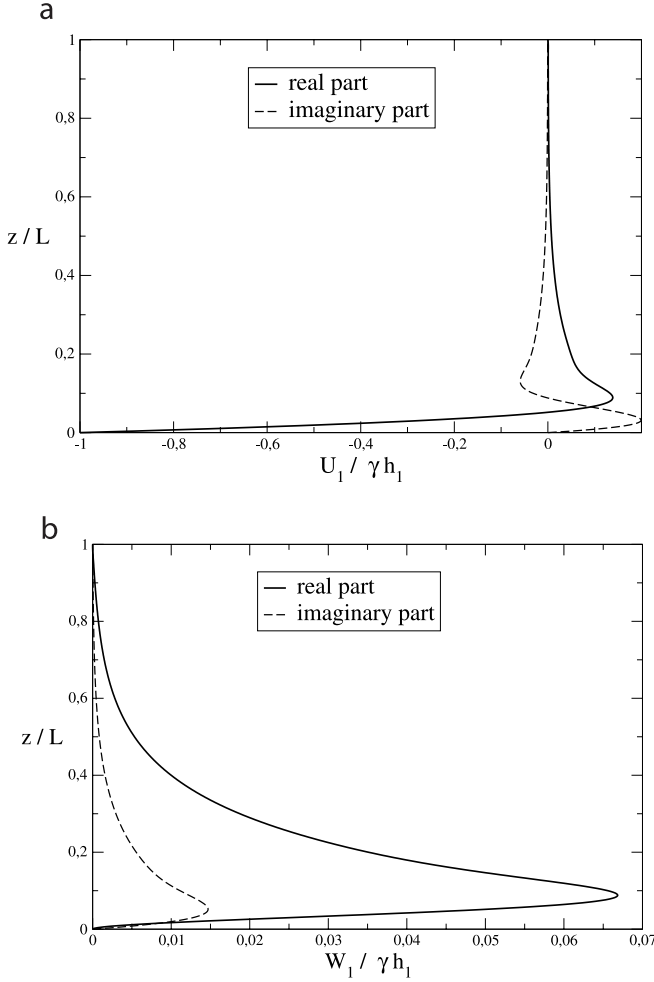 a
1
real part
imaginary part
0,8
0,6
z / L
0,4
0,2
0
-1 -0,8 -0,6 -0,4 -0,2 0
U1 / γ h1
b
1
real part
imaginary part
0,8
0,6
z / L
0,4
0,2
0
0 0,01 0,02 0,03 0,04 0,05 0,06 0,07
W1 / γ h1